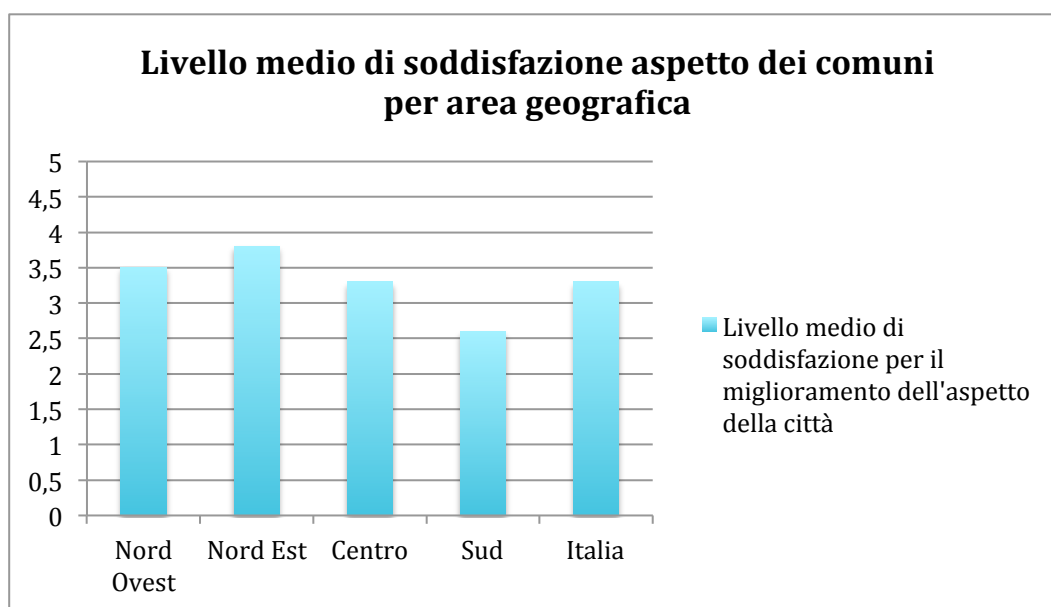 Livello medio di soddisfazione aspetto dei comuni
per area geografica
5
4,5
4
3,5
3
2,5
2
1,5
1
0,5
0
Nord
Ovest
Nord Est
Centro
Sud
Italia
Livello medio di
soddisfazione per il
miglioramento dell'aspetto
della città